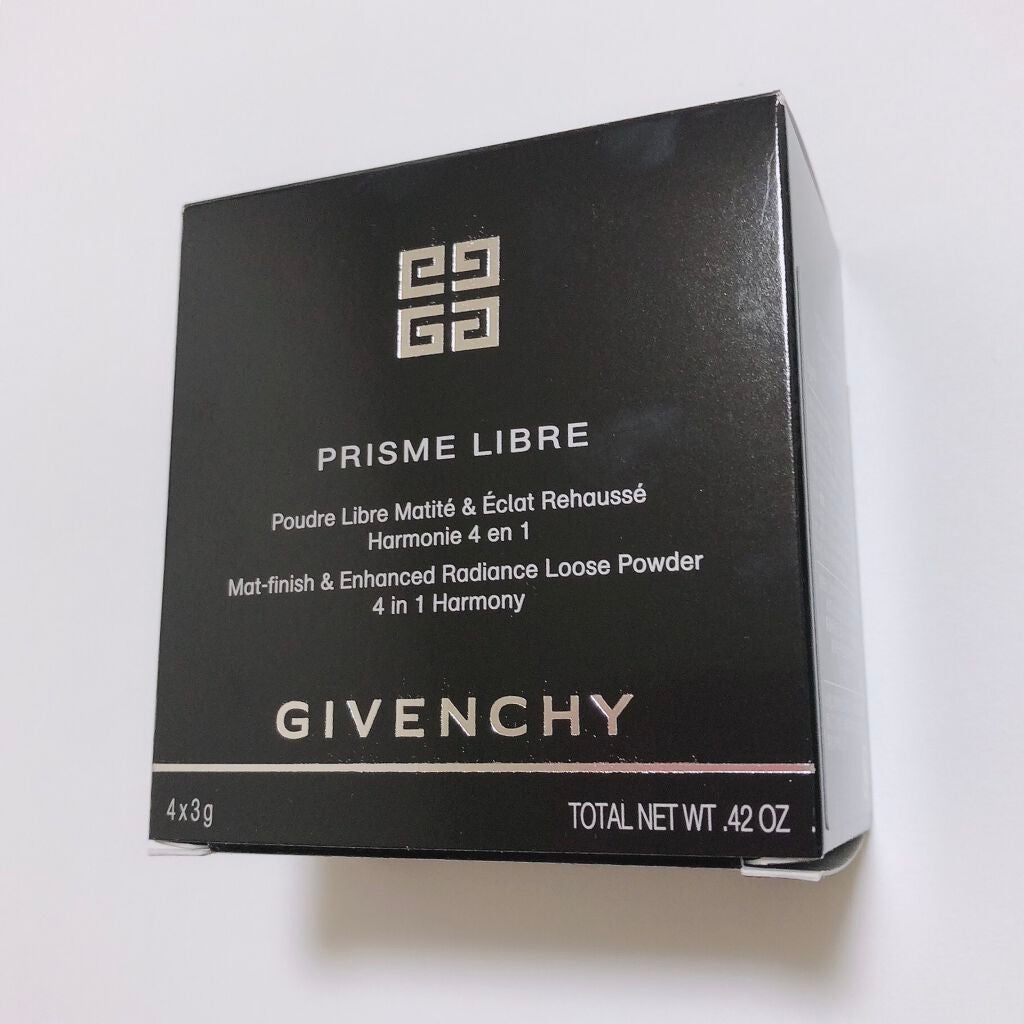 PRISME LIBRE
Poudre Libre Matité & Éclat Rehaussé
Harmonie 4 en 1
Mat-finish & Enhanced Radiance Loose Powder
4 in 1 Harmony
GIVENCHY
4x3g
TOTAL NET WT .42 OZ